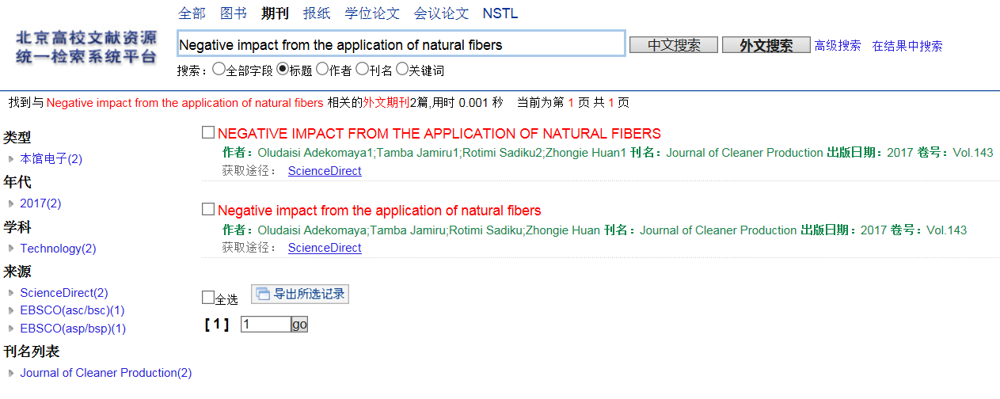 全部 图书 期刊 报纸 学位论文 会议论文 NSTL
北京高校文献资源
统一检索系统平台
Negative impact from the application of natural fibers 中文搜索 外文搜索 高级搜索 在结果中搜索
搜索：全部字段 标题 作者 刊名 关键词
找到与 Negative impact from the application of natural fibers 相关的外文期刊2篇,用时 0.001 秒 当前为第 1 页 共 1 页
类型
本馆电子(2)
年代
2017(2)
学科
Technology(2)
来源
ScienceDirect(2)
EBSCO(asc/bsc)(1)
EBSCO(asp/bsp)(1)
刊名列表
Journal of Cleaner Production(2)
NEGATIVE IMPACT FROM THE APPLICATION OF NATURAL FIBERS
作者：Oludaisi Adekomaya1;Tamba Jamiru1;Rotimi Sadiku2;Zhongie Huan1 刊名：Journal of Cleaner Production 出版日期：2017 卷号：Vol.143
获取途径： ScienceDirect
Negative impact from the application of natural fibers
作者：Oludaisi Adekomaya;Tamba Jamiru;Rotimi Sadiku;Zhongie Huan 刊名：Journal of Cleaner Production 出版日期：2017 卷号：Vol.143
获取途径： ScienceDirect
全选 导出所选记录
[ 1 ] 1 go